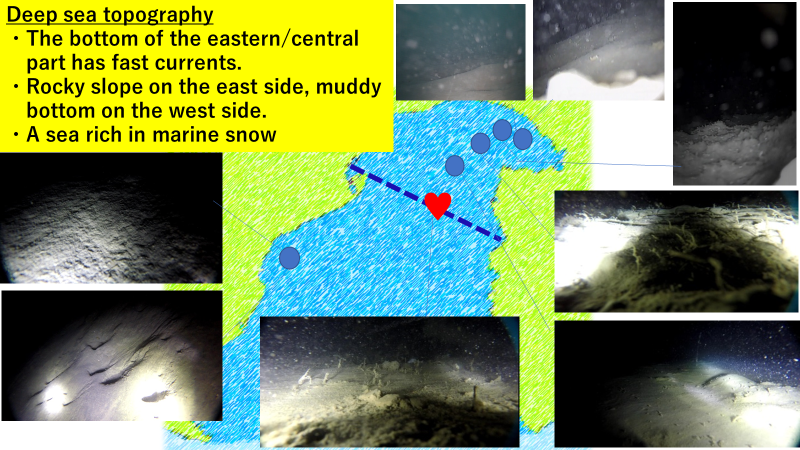 Deep sea topography
・The bottom of the eastern/central
part has fast currents.
・Rocky slope on the east side, muddy
bottom on the west side.
・A sea rich in marine snow